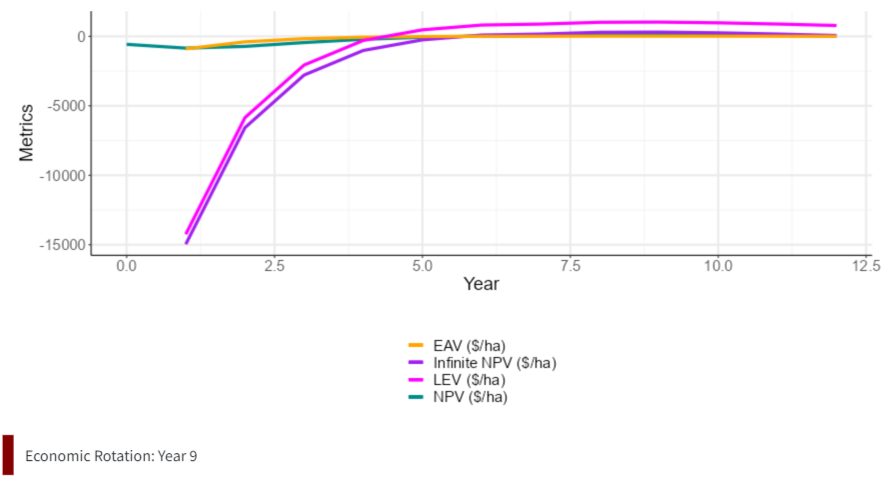 0
-5000
-10000
-15000
Metrics
0.0 2.5 5.0 7.5 10.0 12.5
Year
EAV ($/ha)
Infinite NPV ($/ha)
LEV ($/ha)
NPV ($/ha)
Economic Rotation: Year 9